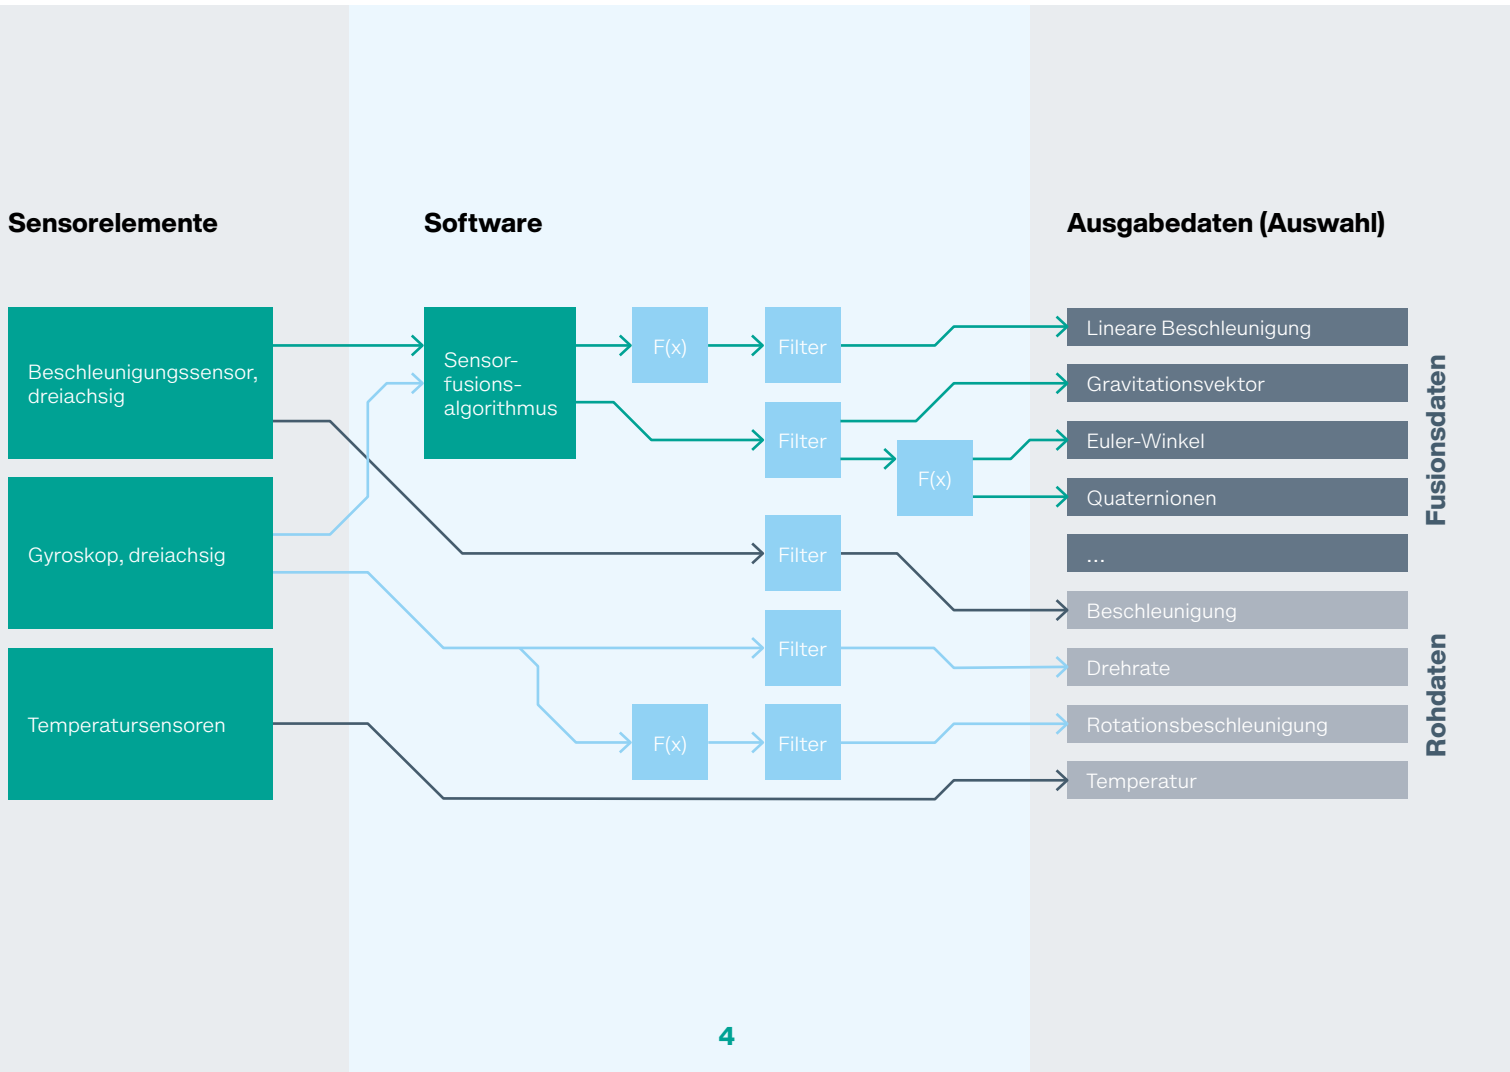 Sensorelemente
Software
Ausgabedaten (Auswahl)
Beschleunigungssensor,
dreiachsig
Gyroskop, dreiachsig
Temperatursensoren
Sensor-
fusions-
algorithmus
F(x)
Filter
Filter
F(x)
Filter
Filter
F(x)
Filter
Lineare Beschleunigung
Gravitationsvektor
Euler-Winkel
Quaternionen
...
Beschleunigung
Drehrate
Rotationsbeschleunigung
Temperatur
Fusionsdaten
Rohdaten
4